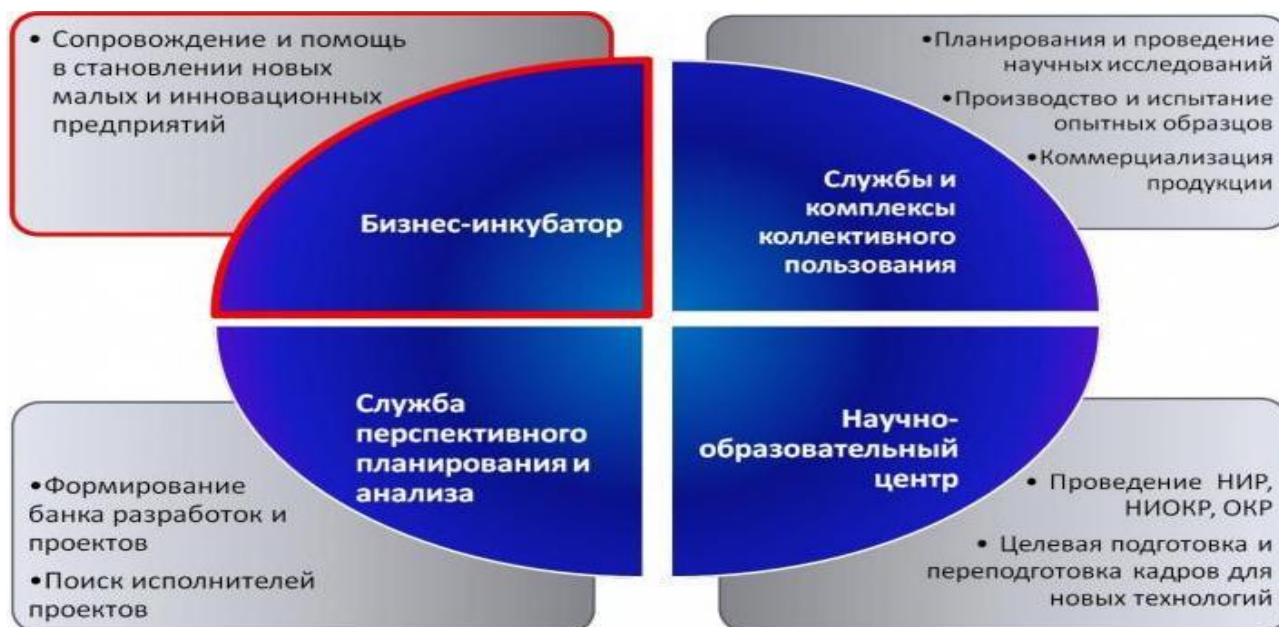 • Сопровождение и помощь
в становлении новых
малых и инновационных
предприятий
Бизнес-инкубатор
•Планирования и проведение
научных исследований
•Производство и испытание
опытных образцов
•Коммерциализация
продукции
Службы и
комплексы
коллективного
пользования
Служба
перспективного
планирования и
анализа
•Формирование
банка разработок и
проектов
•Поиск исполнителей
проектов
Научно-
образовательный
центр
• Проведение НИР,
НИОКР, ОКР
• Целевая подготовка и
переподготовка кадров для
новых технологий